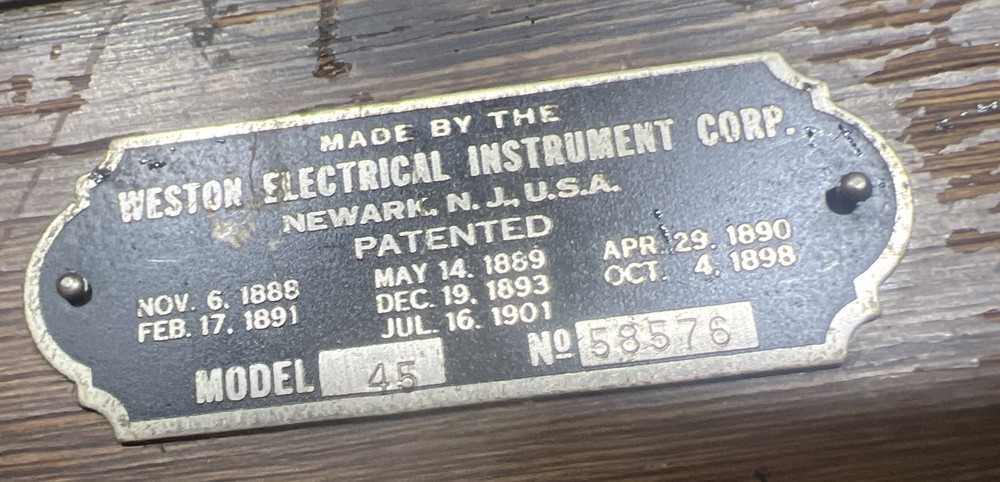 MADE BY THE
WESTON ELECTRICAL INSTRUMENT CORP.
NEWARK, N. J., U.S.A.
PATENTED
NOV. 6. 1888 MAY 14. 1889 APR. 29. 1890
FEB. 17. 1891 DEC. 19. 1893 OCT. 4. 1898
JUL. 16. 1901
MODEL 45 No 58576